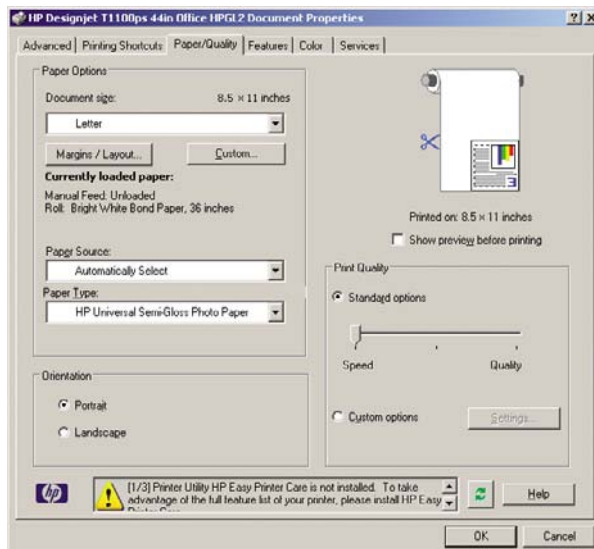 HP Designjet T1100ps 44in Office HPGL2 Document Properties
Advanced Printing Shortcuts Paper/Quality Features Color Services
Paper Options
Document size: 8.5 × 11 inches
Letter
Margins / Layout... Custom...
Currently loaded paper:
Manual Feed: Unloaded
Roll: Bright White Bond Paper, 36 inches
Paper Source:
Automatically Select
Paper Type:
HP Universal Semi-Gloss Photo Paper
Orientation
Portrait
Landscape
3
Printed on: 8.5 × 11 inches
Show preview before printing
Print Quality
Standard options
Speed Quality
Custom options Settings...
hp
[1/3] Printer Utility HP Easy Printer Care is not installed. To take
advantage of the full feature list of your printer, please install HP Easy
Printer Care
Help
OK Cancel